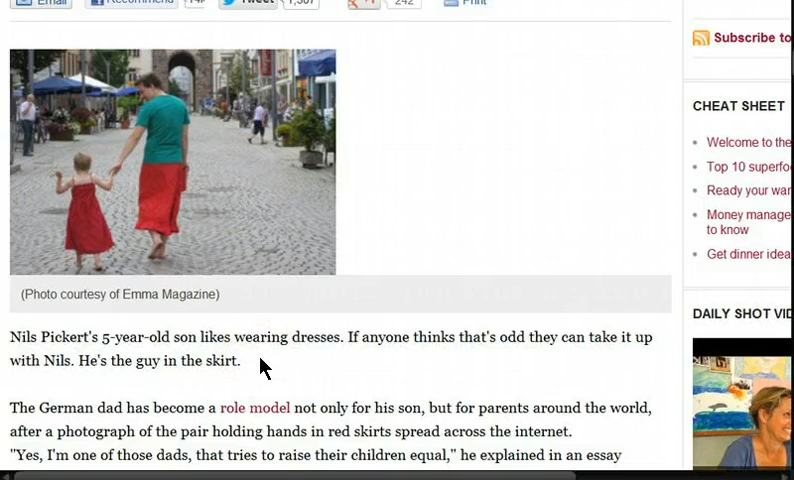 Email
Recommend
Tweet
1,307
+1
242
Print
Subscribe to
(Photo courtesy of Emma Magazine)
Nils Pickert's 5-year-old son likes wearing dresses. If anyone thinks that's odd they can take it up
with Nils. He's the guy in the skirt.
The German dad has become a role model not only for his son, but for parents around the world,
after a photograph of the pair holding hands in red skirts spread across the internet.
"Yes, I'm one of those dads, that tries to raise their children equal," he explained in an essay
CHEAT SHEET
Welcome to the
Top 10 superfo
Ready your war
Money manage
to know
Get dinner idea
DAILY SHOT VID